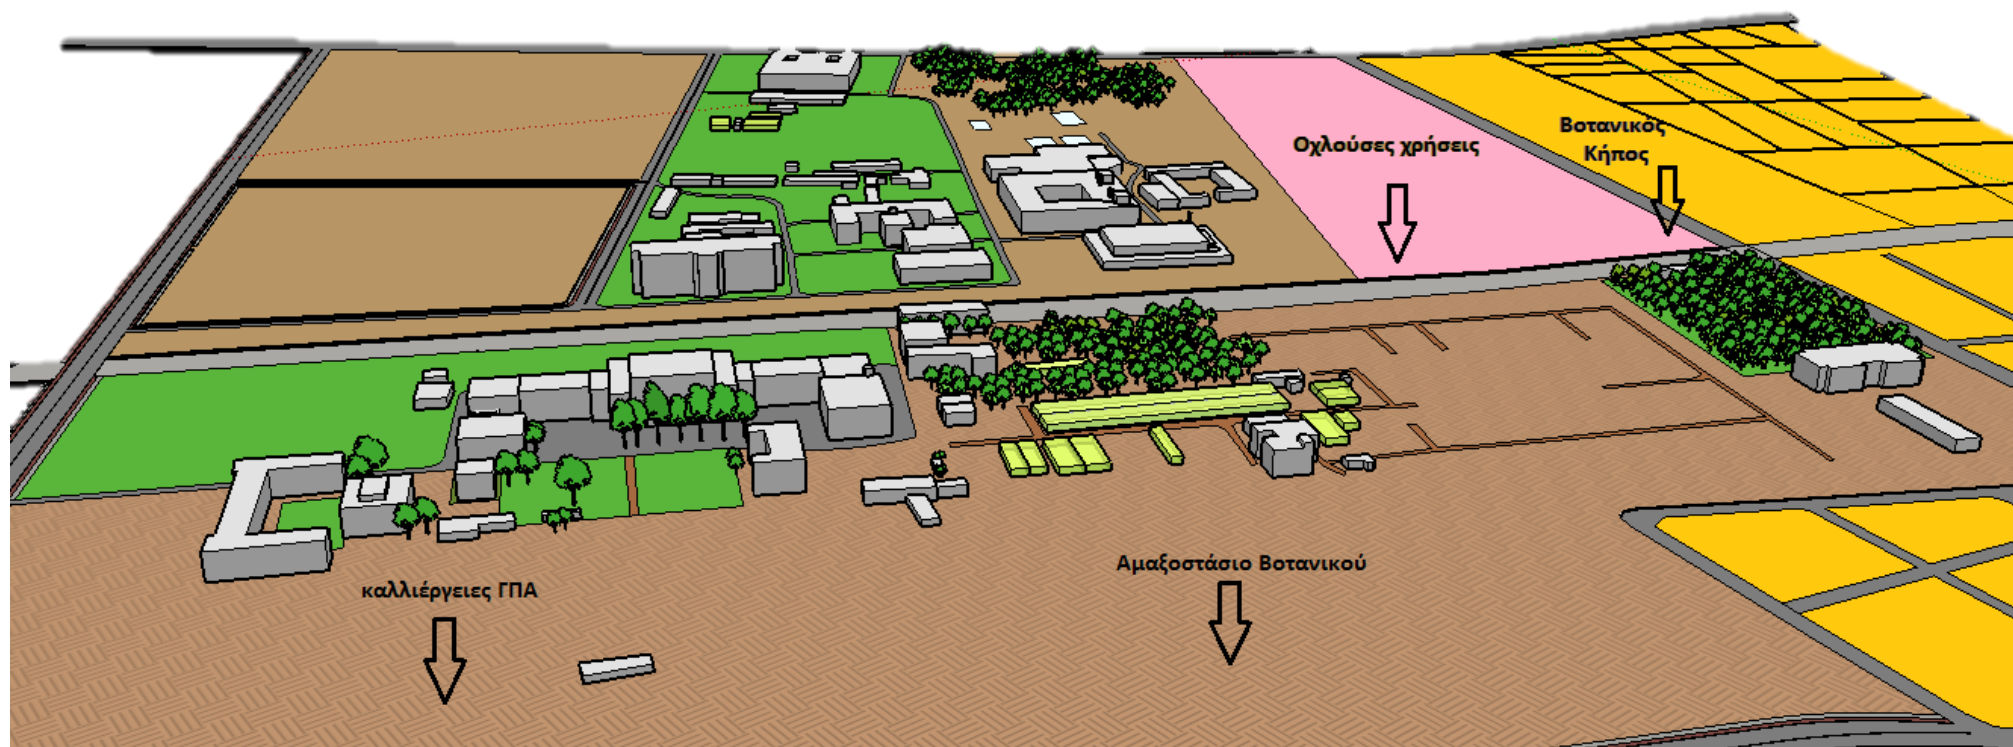 Βοτανικός
Κήπος
Οχλούσες χρήσεις
Αμαξοστάσιο Βοτανικού
καλλιέργειες ΓΠΑ